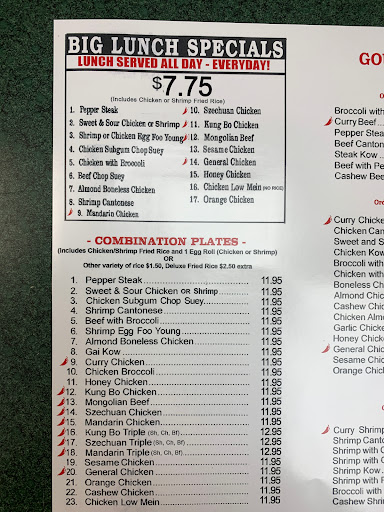 BIG LUNCH SPECIALS
LUNCH SERVED ALL DAY - EVERYDAY!
$7.75
(Includes Chicken or Shrimp Fried Rice)
1. Pepper Steak
2. Sweet & Sour Chicken or Shrimp
3. Shrimp or Chicken Egg Foo Young
4. Chicken Subgum Chop Suey
5. Chicken with Broccoli
6. Beef Chop Suey
7. Almond Boneless Chicken
8. Shrimp Cantonese
9. Mandarin Chicken
10. Szechuan Chicken
11. Kung Bo Chicken
12. Mongolian Beef
13. Sesame Chicken
14. General Chicken
15. Honey Chicken
16. Chicken Low Mein (NO RICE)
17. Orange Chicken
- COMBINATION PLATES -
(Includes Chicken/Shrimp Fried Rice and 1 Egg Roll (Chicken or Shrimp)
OR
Other variety of rice $1.50, Deluxe Fried Rice $2.50 extra
1. Pepper Steak 11.95
2. Sweet & Sour Chicken OR Shrimp 11.95
3. Chicken Subgum Chop Suey 11.95
4. Shrimp Cantonese 11.95
5. Beef with Broccoli 11.95
6. Shrimp Egg Foo Young 11.95
7. Almond Boneless Chicken 11.95
8. Gai Kow 11.95
9. Curry Chicken 11.95
10. Chicken Broccoli 11.95
11. Honey Chicken 11.95
12. Kung Bo Chicken 11.95
13. Mongolian Beef 11.95
14. Szechuan Chicken 11.95
15. Mandarin Chicken 11.95
16. Kung Bo Triple (Sh, Ch, Bf) 12.95
17. Szechuan Triple (Sh, Ch, Bf) 12.95
18. Mandarin Triple (Sh, Ch, Bf) 12.95
19. Sesame Chicken 11.95
20. General Chicken 11.95
21. Orange Chicken 11.95
22. Cashew Chicken 11.95
23. Chicken Low Mein 11.95
GO
Broccoli with
Curry Beef
Pepper Stea
Beef Canton
Steak Kow
Beef with Pe
Cashew Bee
Curry Chicke
Chicken Can
Sweet and S
Chicken Kow
Broccoli with
Chicken with
Boneless Ch
Almond Chic
Cashew Chic
Chicken Almo
Garlic Chicke
Honey Chick
General Chic
Sesame Chic
Orange Chick
Curry Shrimp
Shrimp Canto
Shrimp with C
Shrimp with G
Shrimp Kow
Shrimp with P
Broccoli with
Cashew Shri